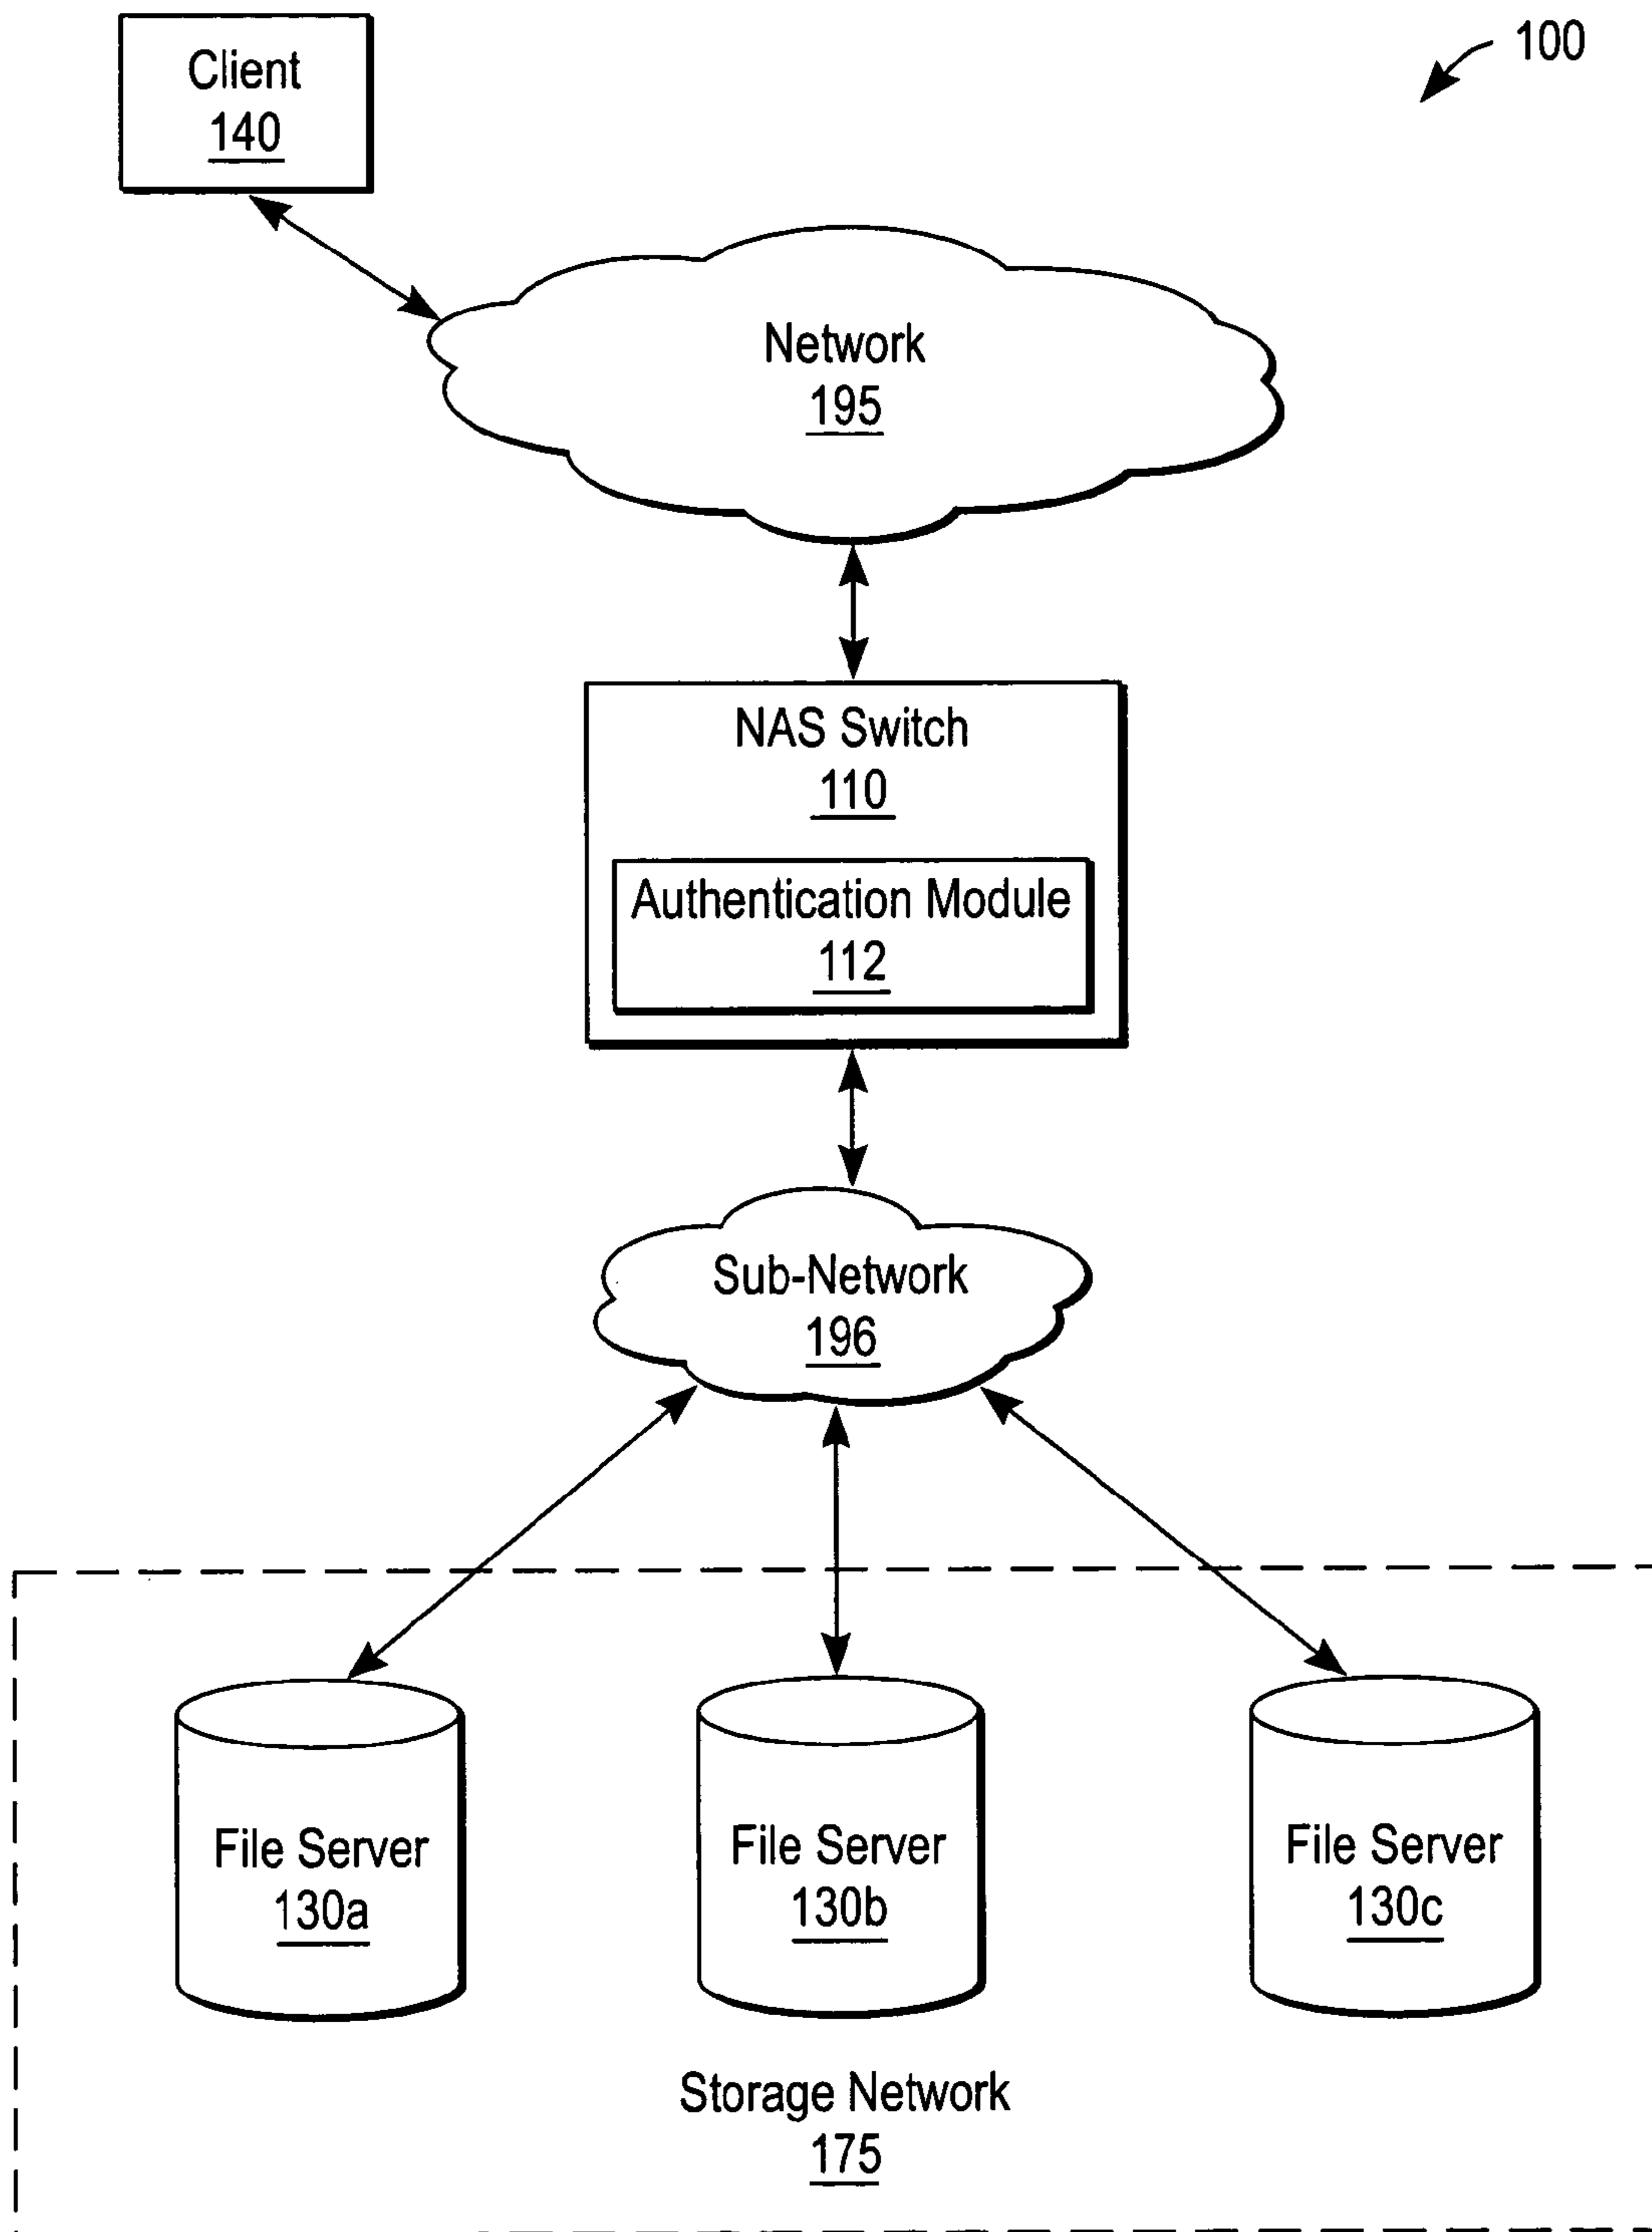 100
Client
140
Network
195
NAS Switch
110
Authentication Module
112
Sub-Network
196
File Server
130a
File Server
130b
File Server
130c
Storage Network
175